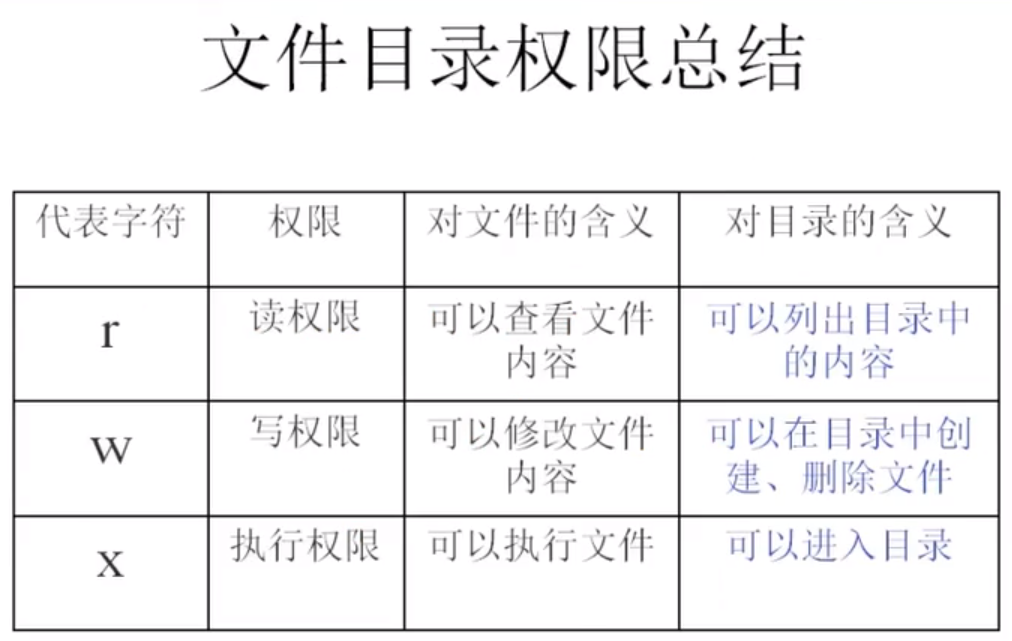 文件目录权限总结
代表字符 权限 对文件的含义 对目录的含义
r 读权限 可以查看文件 可以列出目录中
内容 的内容
w 写权限 可以修改文件 可以在目录中创
内容 建、删除文件
x 执行权限 可以执行文件 可以进入目录